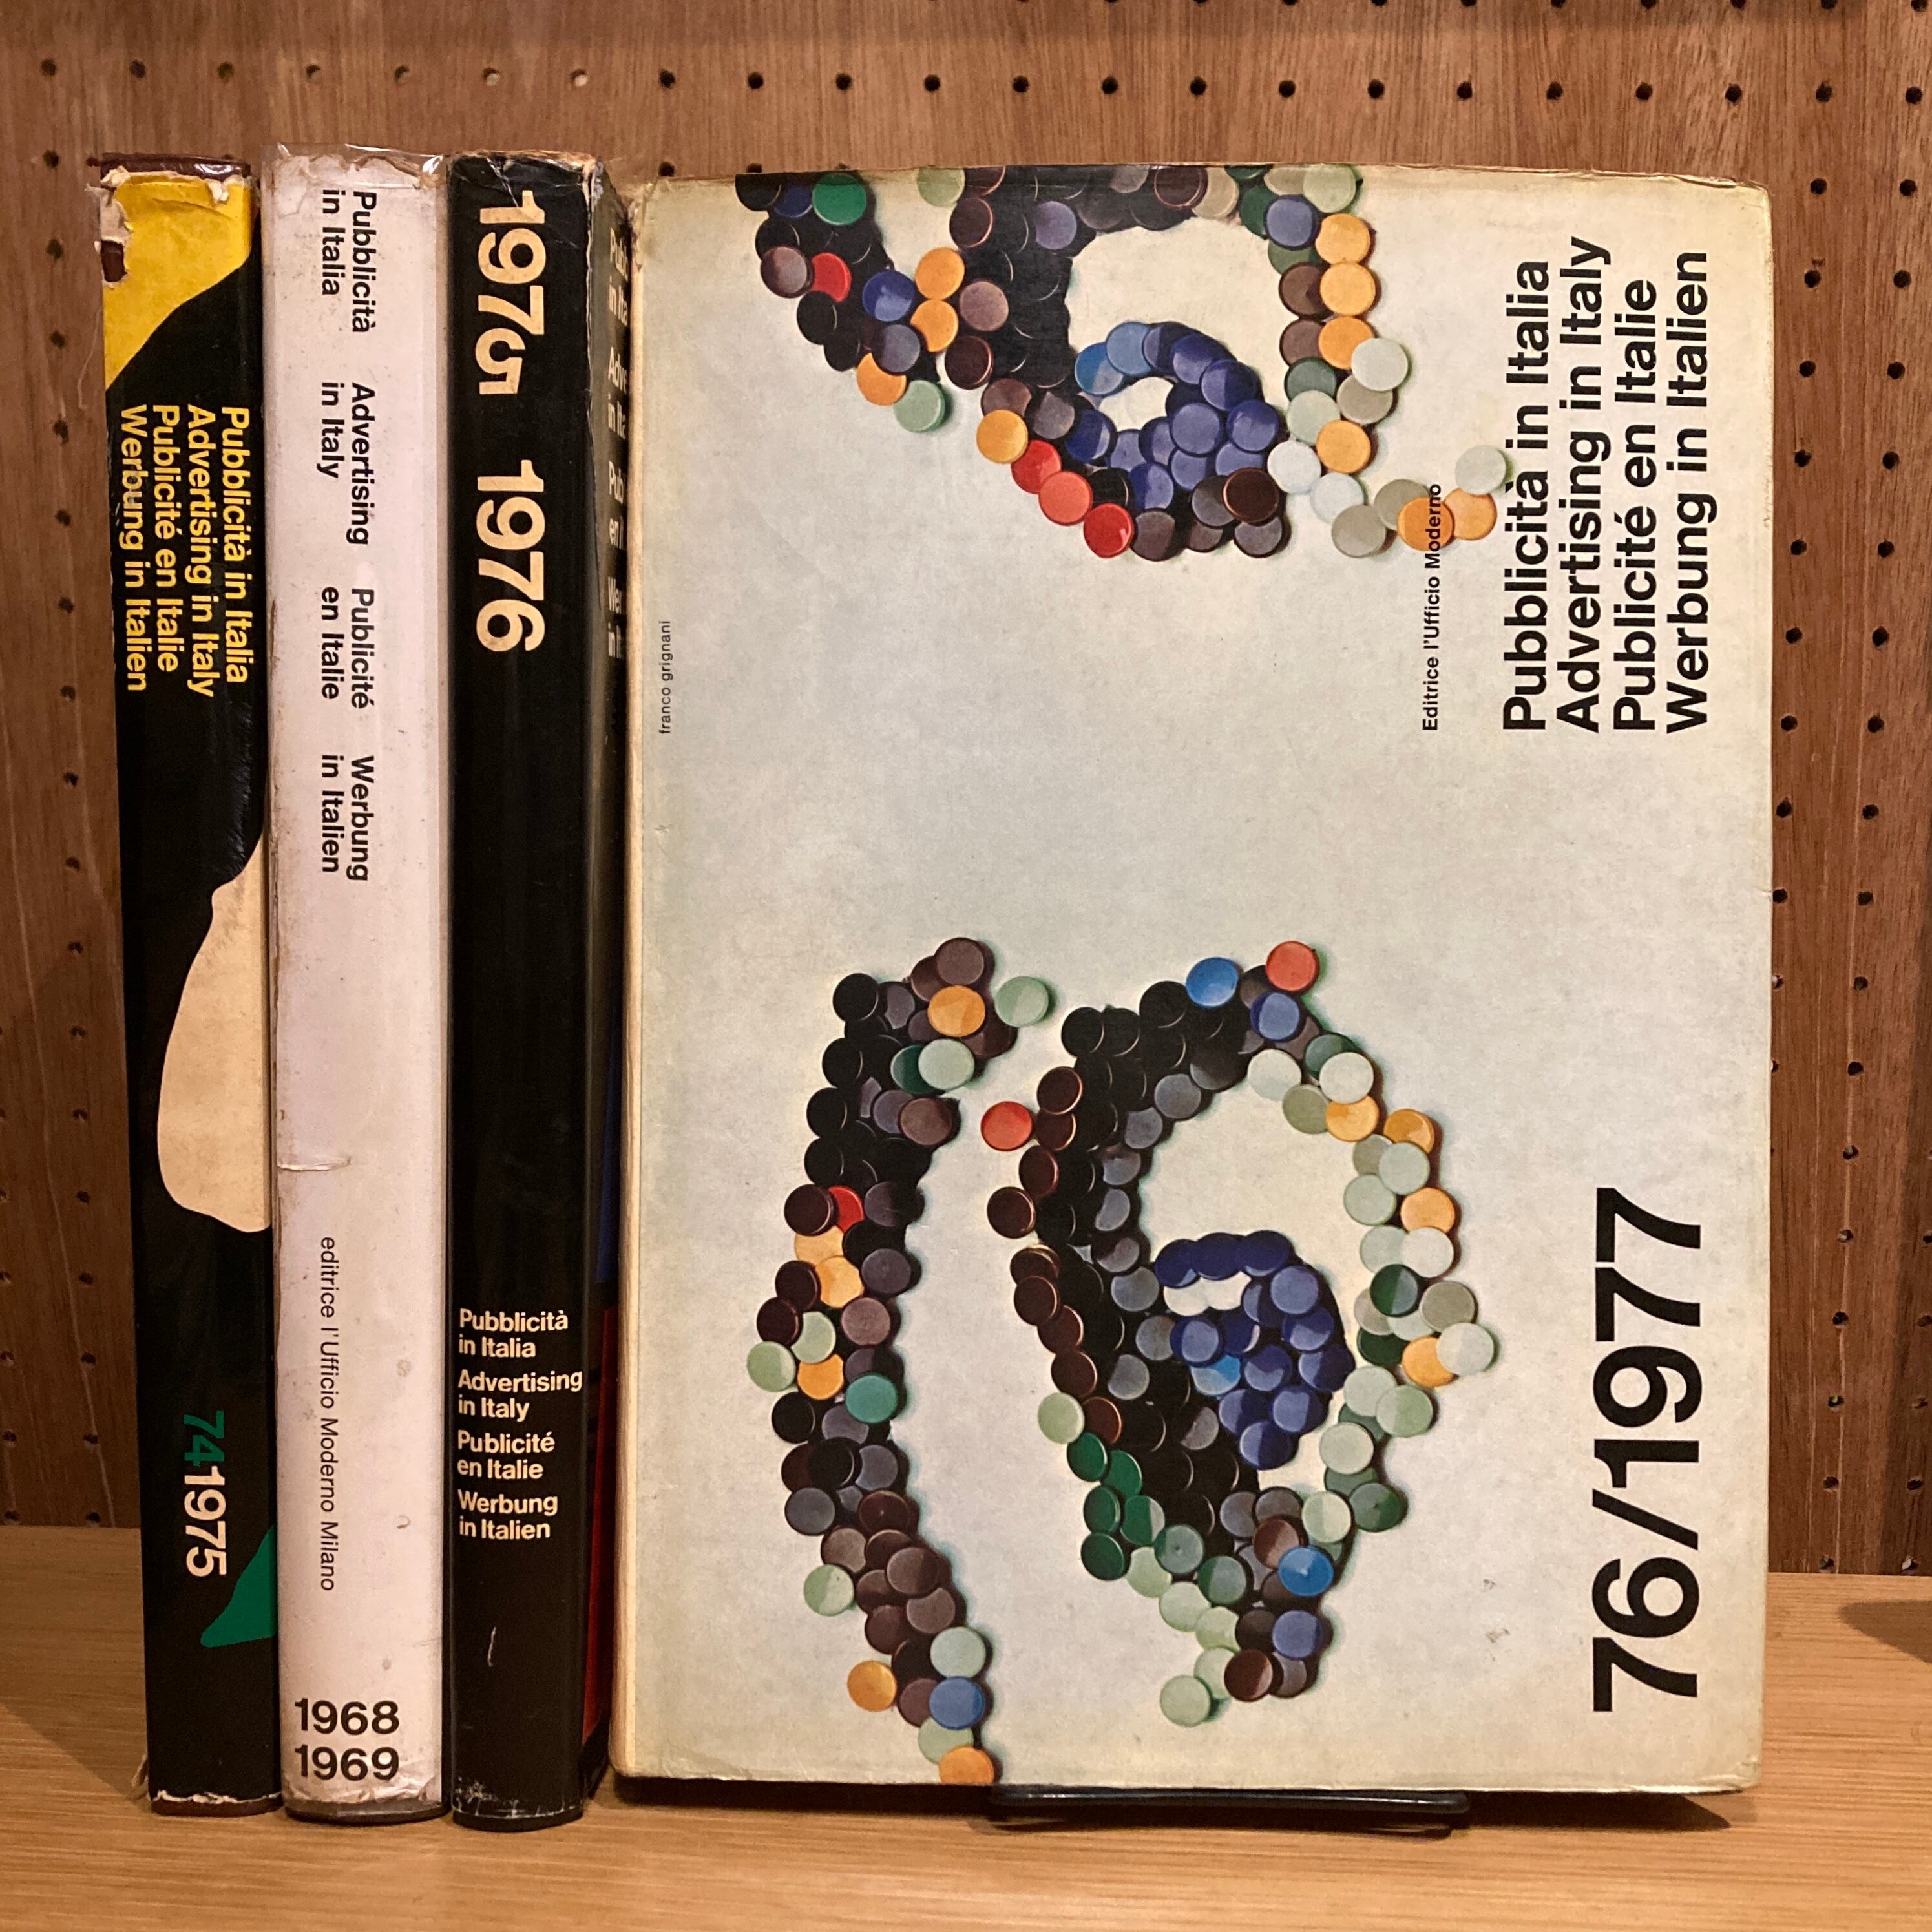 Pubblicità in Italia
Advertising in Italy
Publicité en Italie
Werbung in Italien
741975
Pubblicità
in Italia
Advertising
in Italy
Publicité
en Italie
Werbung
in Italien
editrice l'Ufficio Moderno Milano
1968
1969
1975 1976
Pubblicità
in Italia
Advertising
in Italy
Publicité
en Italie
Werbung
in Italien
franco grignani
Editrice l'Ufficio Moderno
Pubblicità in Italia
Advertising in Italy
Publicité en Italie
Werbung in Italien
76/1977